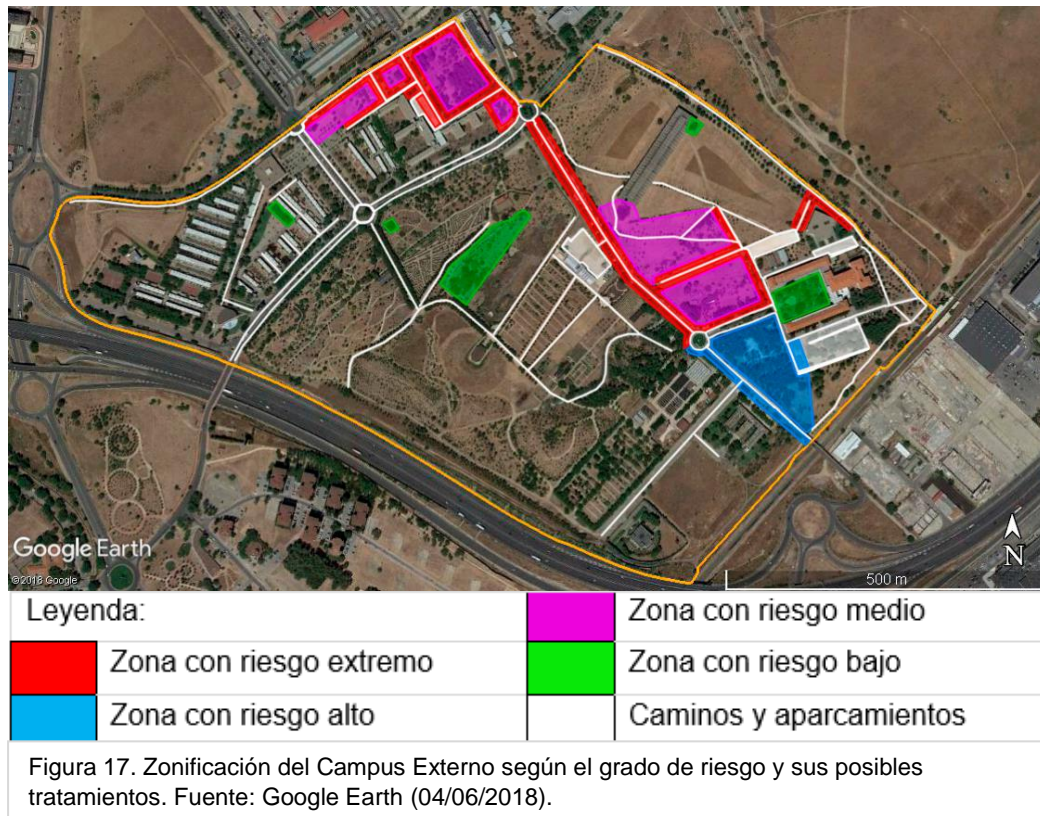 Google Earth
©2018 Google
N
500 m
Leyenda:
Zona con riesgo medio
Zona con riesgo extremo
Zona con riesgo bajo
Zona con riesgo alto
Caminos y aparcamientos
Figura 17. Zonificación del Campus Externo según el grado de riesgo y sus posibles
tratamientos. Fuente: Google Earth (04/06/2018).